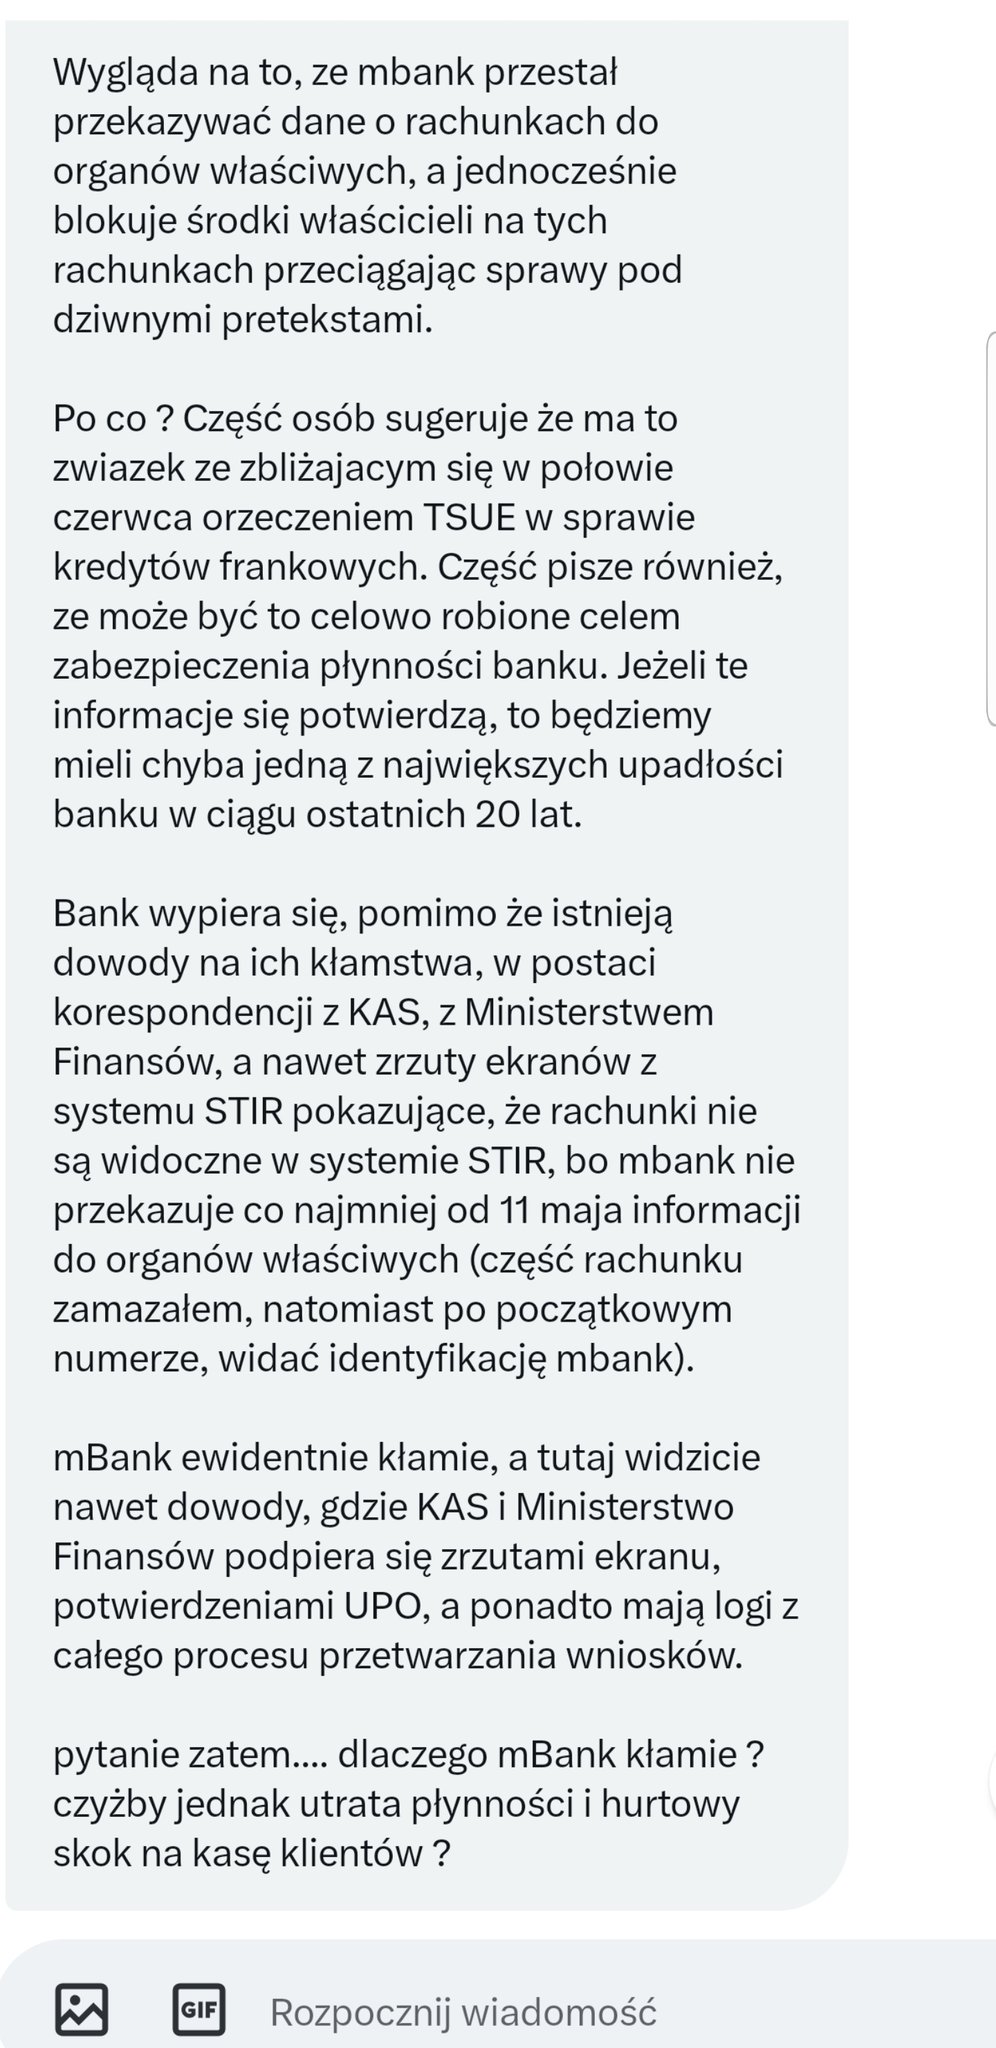 Wygląda na to, ze mbank przestał
przekazywać dane o rachunkach do
organów właściwych, a jednocześnie
blokuje środki właścicieli na tych
rachunkach przeciągając sprawy pod
dziwnymi pretekstami.
Po co ? Część osób sugeruje że ma to
zwiazek ze zbliżajacym się w połowie
czerwca orzeczeniem TSUE w sprawie
kredytów frankowych. Część pisze również,
ze może być to celowo robione celem
zabezpieczenia płynności banku. Jeżeli te
informacje się potwierdzą, to będziemy
mieli chyba jedną z największych upadłości
banku w ciągu ostatnich 20 lat.
Bank wypiera się, pomimo że istnieją
dowody na ich kłamstwa, w postaci
korespondencji z KAS, z Ministerstwem
Finansów, a nawet zrzuty ekranów z
systemu STIR pokazujące, że rachunki nie
są widoczne w systemie STIR, bo mbank nie
przekazuje co najmniej od 11 maja informacji
do organów właściwych (część rachunku
zamazałem, natomiast po początkowym
numerze, widać identyfikację mbank).
mBank ewidentnie kłamie, a tutaj widzicie
nawet dowody, gdzie KAS i Ministerstwo
Finansów podpiera się zrzutami ekranu,
potwierdzeniami UPO, a ponadto mają logi z
całego procesu przetwarzania wniosków.
pytanie zatem.... dlaczego mBank kłamie ?
czyżby jednak utrata płynności i hurtowy
skok na kasę klientów ?
GIF Rozpocznij wiadomość